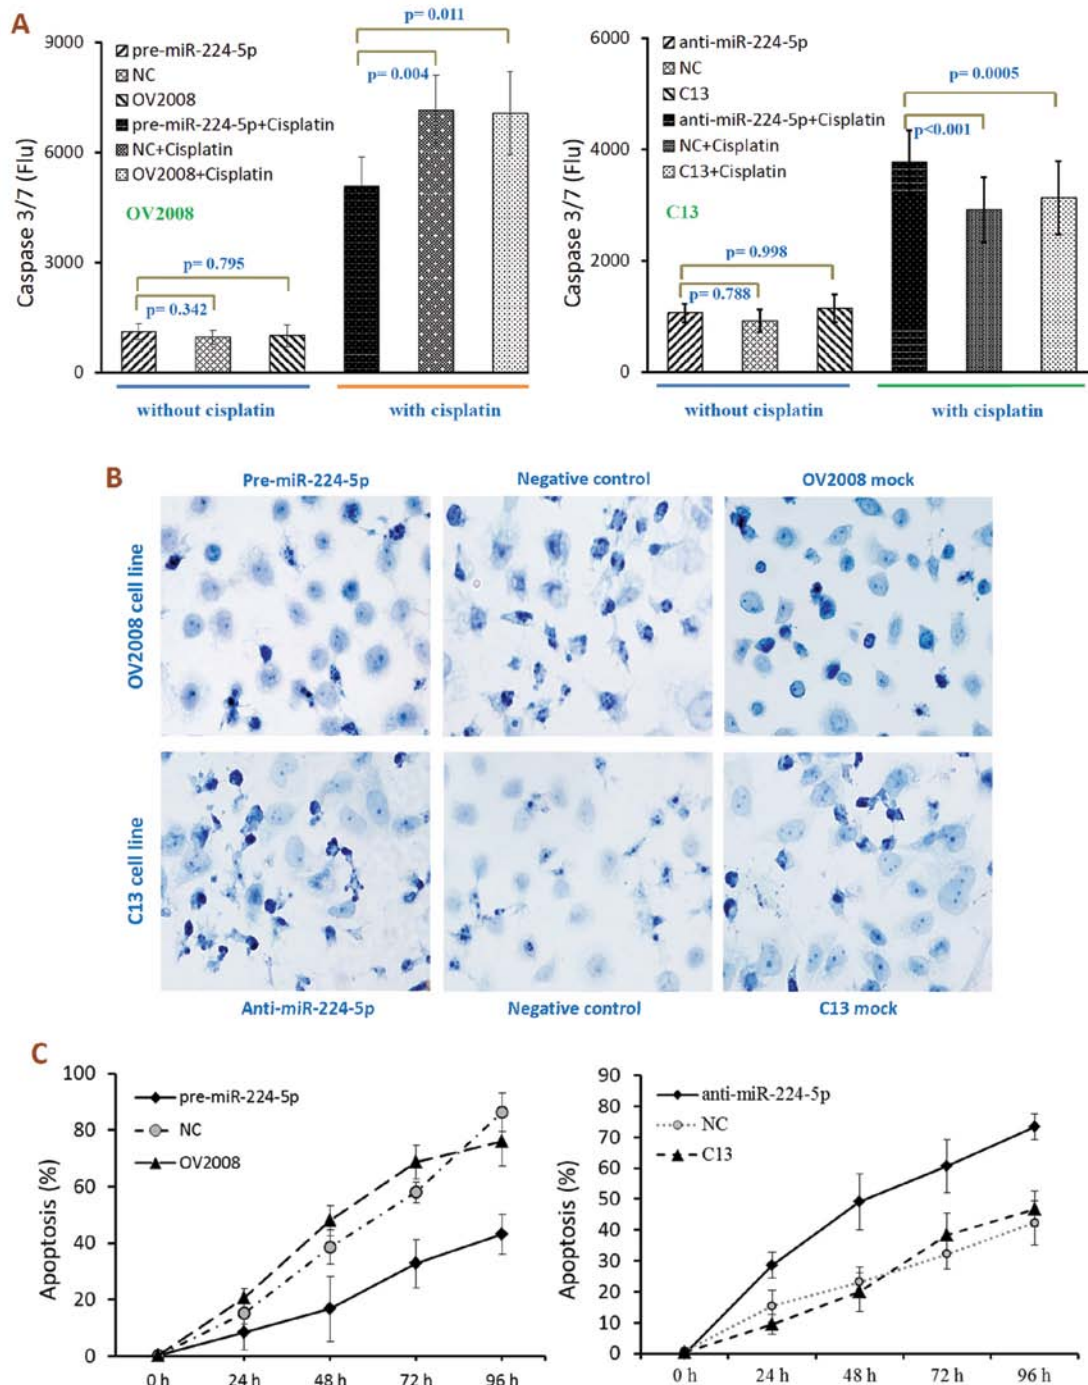 A
9000
6000
3000
0
Caspase 3/7 (Flu)
pre-miR-224-5p
NC
OV2008
pre-miR-224-5p+Cisplatin
NC+Cisplatin
OV2008+Cisplatin
OV2008
p= 0.011
p= 0.004
p= 0.795
p= 0.342
without cisplatin
with cisplatin
6000
4000
2000
0
Caspase 3/7 (Flu)
anti-miR-224-5p
NC
C13
anti-miR-224-5p+Cisplatin
NC+Cisplatin
C13+Cisplatin
C13
p= 0.0005
p<0.001
p= 0.998
p= 0.788
without cisplatin
with cisplatin
B
Pre-miR-224-5p
Negative control
OV2008 mock
OV2008 cell line
C13 cell line
Anti-miR-224-5p
Negative control
C13 mock
C
100
80
60
40
20
0
Apoptosis (%)
pre-miR-224-5p
NC
OV2008
0 h
24 h
48 h
72 h
96 h
90
80
70
60
50
40
30
20
10
0
Apoptosis (%)
anti-miR-224-5p
NC
C13
0 h
24 h
48 h
72 h
96 h